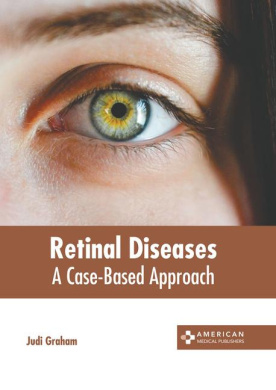 Retinal Diseases
A Case-Based Approach
Judi Graham
AMERICAN
MEDICAL PUBLISHERS